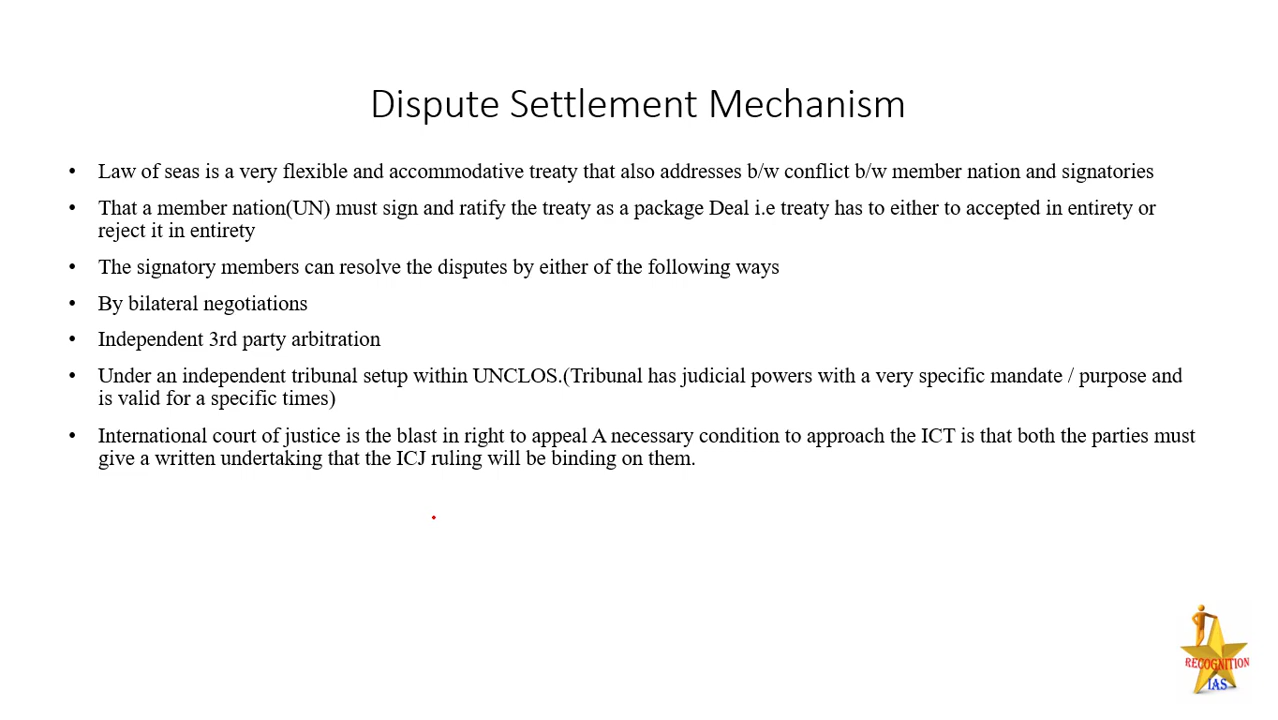 Dispute Settlement Mechanism
• Law of seas is a very flexible and accommodative treaty that also addresses b/w conflict b/w member nation and signatories
• That a member nation(UN) must sign and ratify the treaty as a package Deal i.e treaty has to either to accepted in entirety or
reject it in entirety
• The signatory members can resolve the disputes by either of the following ways
• By bilateral negotiations
• Independent 3rd party arbitration
• Under an independent tribunal setup within UNCLOS.(Tribunal has judicial powers with a very specific mandate / purpose and
is valid for a specific times)
• International court of justice is the blast in right to appeal A necessary condition to approach the ICT is that both the parties must
give a written undertaking that the ICJ ruling will be binding on them.
RECOGNITION
IAS